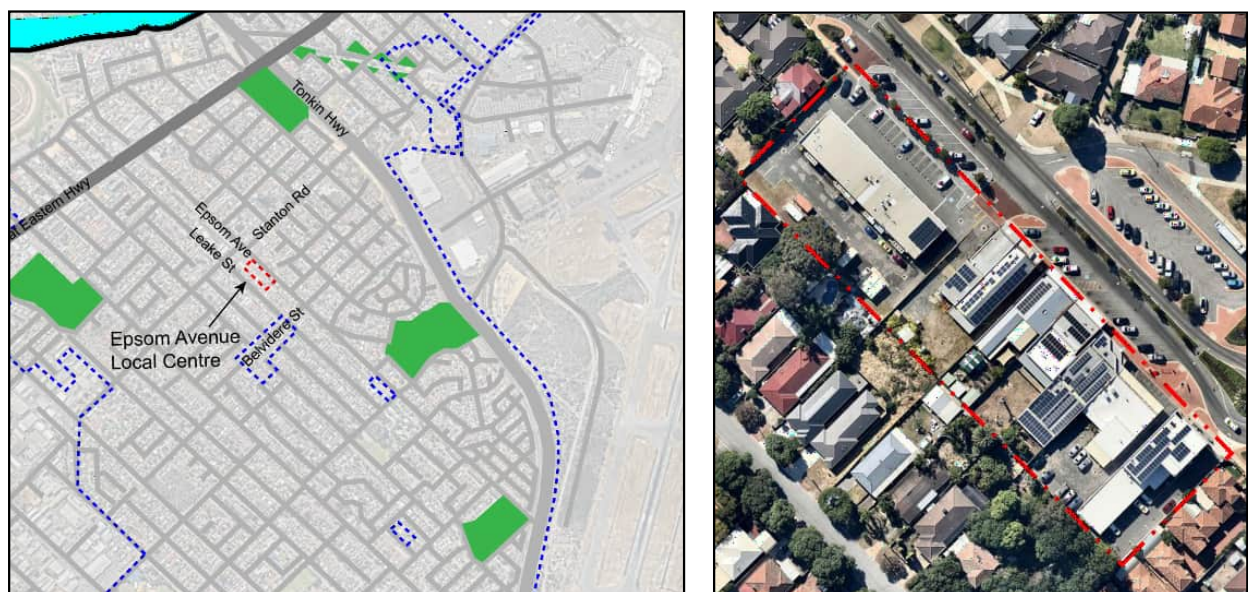 Tonkin Hwy
at Eastern Hwy
Stanton Rd
Epsom Ave
Leake St
Belvidere St
Epsom Avenue
Local Centre